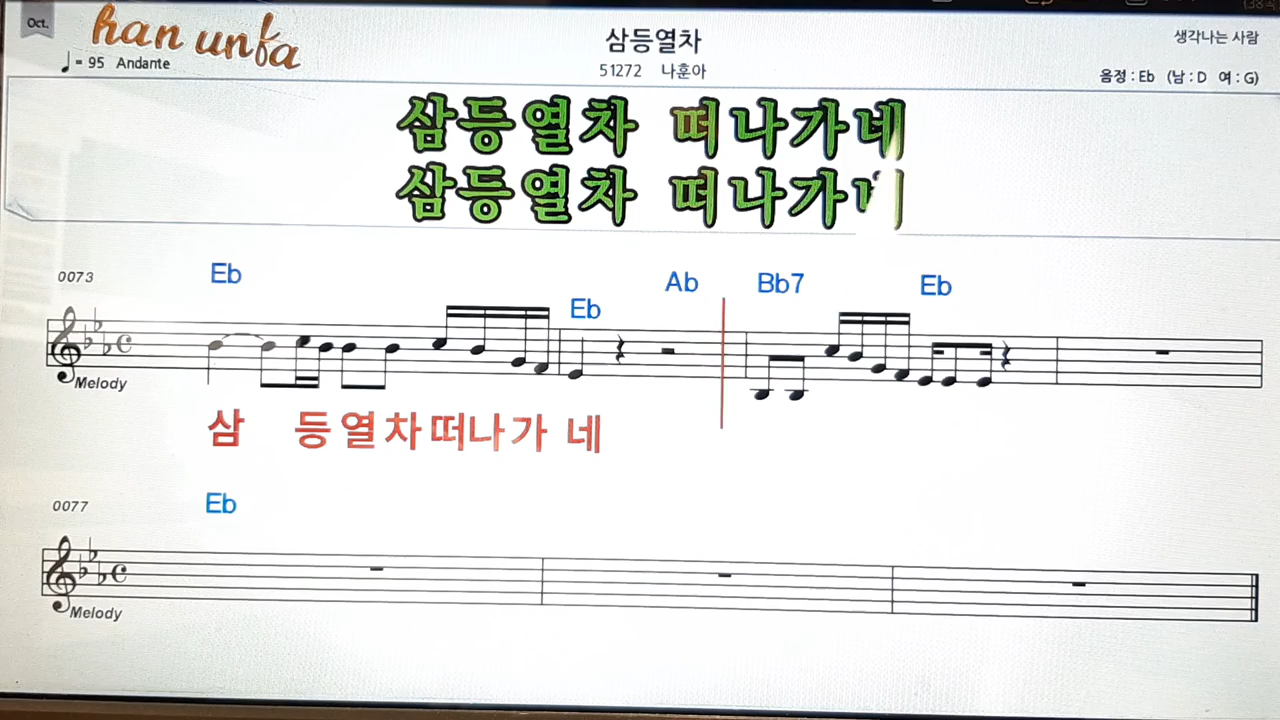 Oct.
han unfa
= 95 Andante
삼등열차
51272 나훈아
생각나는 사람
음정 : Eb (남 : D 여 : G)
삼등열차 떠나가네
삼등열차 떠나가네
0073
Eb Eb Ab Bb7 Eb
Melody
삼 등열차떠나가 네
0077
Eb
Melody